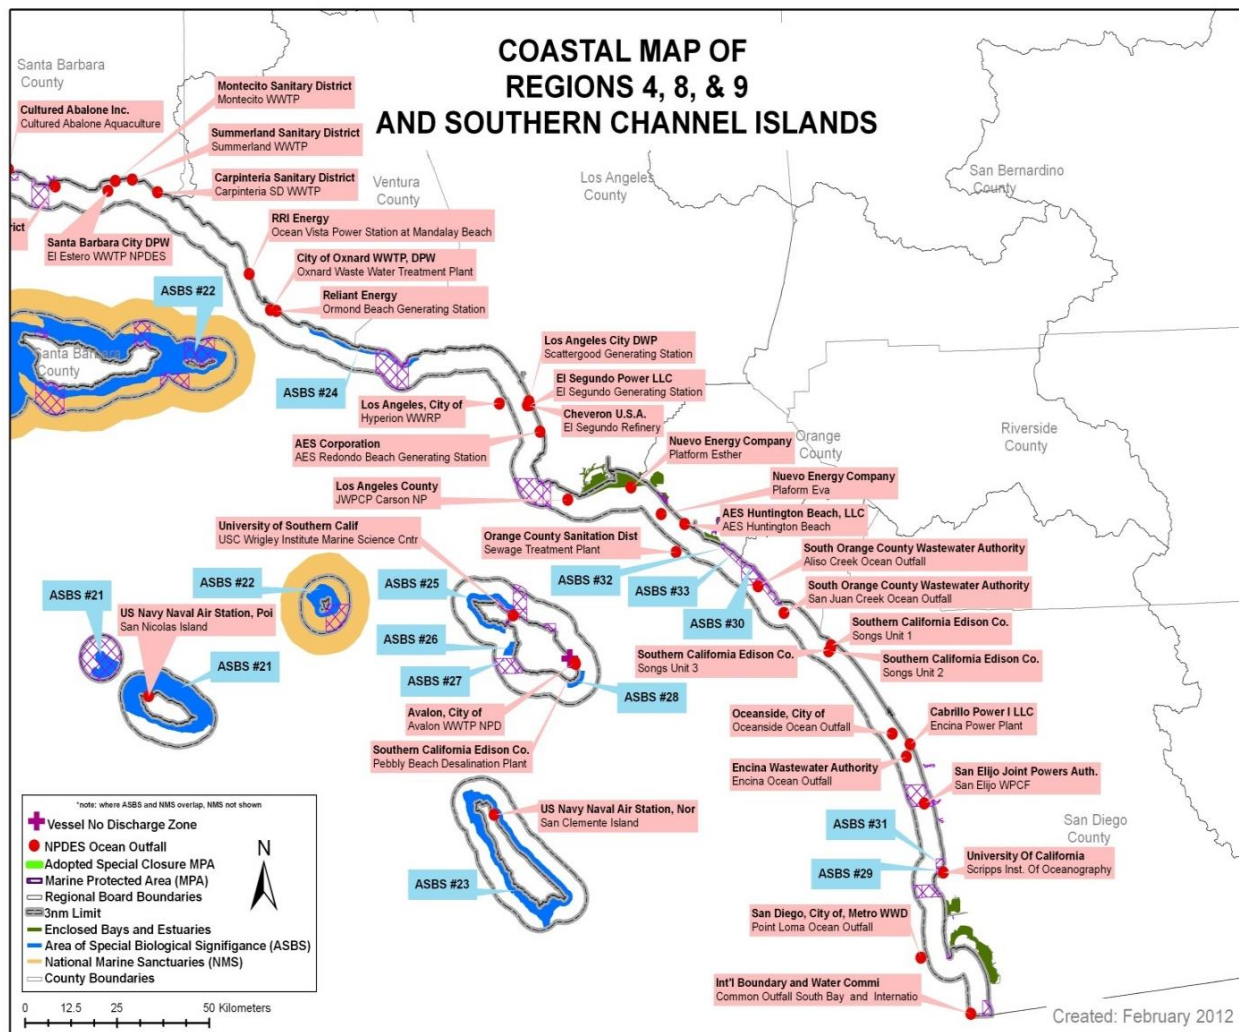 COASTAL MAP OF
REGIONS 4, 8, & 9
AND SOUTHERN CHANNEL ISLANDS
Santa Barbara
County
Cultured Abalone Inc.
Cultured Abalone Aquaculture
Montecito Sanitary District
Montecito WWTP
Summerland Sanitary District
Summerland WWTP
Carpinteria Sanitary District
Carpinteria SD WWTP
Ventura
County
Los Angeles
County
San Bernardino
County
rict
Santa Barbara City DPW
El Estero WWTP NPDES
RRI Energy
Ocean Vista Power Station at Mandalay Beach
City of Oxnard WWTP, DPW
Oxnard Waste Water Treatment Plant
Reliant Energy
Ormond Beach Generating Station
ASBS #22
Santa Barbara
County
ASBS #24
Los Angeles City DWP
Scattergood Generating Station
El Segundo Power LLC
El Segundo Generating Station
Cheveron U.S.A.
El Segundo Refinery
Los Angeles, City of
Hyperion WWRP
AES Corporation
AES Redondo Beach Generating Station
Los Angeles County
JWPCP Carson NP
Nuevo Energy Company
Platform Esther
Orange
County
Riverside
County
Nuevo Energy Company
Plaform Eva
AES Huntington Beach, LLC
AES Huntington Beach
University of Southern Calif
USC Wrigley Institute Marine Science Cntr
Orange County Sanitation Dist
Sewage Treatment Plant
South Orange County Wastewater Authority
Aliso Creek Ocean Outfall
South Orange County Wastewater Authority
San Juan Creek Ocean Outfall
ASBS #32
ASBS #33
ASBS #30
ASBS #21
ASBS #22
ASBS #25
US Navy Naval Air Station, Poi
San Nicolas Island
ASBS #21
ASBS #26
ASBS #27
ASBS #28
Southern California Edison Co.
Songs Unit 1
Southern California Edison Co.
Songs Unit 3
Southern California Edison Co.
Songs Unit 2
Avalon, City of
Avalon WWTP NPD
Southern California Edison Co.
Pebbly Beach Desalination Plant
Oceanside, City of
Oceanside Ocean Outfall
Cabrillo Power I LLC
Encina Power Plant
Encina Wastewater Authority
Encina Ocean Outfall
San Elijo Joint Powers Auth.
San Elijo WPCF
US Navy Naval Air Station, Nor
San Clemente Island
ASBS #31
San Diego
County
ASBS #23
ASBS #29
University Of California
Scripps Inst. Of Oceanography
San Diego, City of, Metro WWD
Point Loma Ocean Outfall
Int'l Boundary and Water Commi
Common Outfall South Bay and Internatio
*note: where ASBS and NMS overlap, NMS not shown
Vessel No Discharge Zone
NPDES Ocean Outfall
Adopted Special Closure MPA
Marine Protected Area (MPA)
Regional Board Boundaries
3nm Limit
Enclosed Bays and Estuaries
Area of Special Biological Signifigance (ASBS)
National Marine Sanctuaries (NMS)
County Boundaries
N
0 12.5 25 50 Kilometers
Created: February 2012